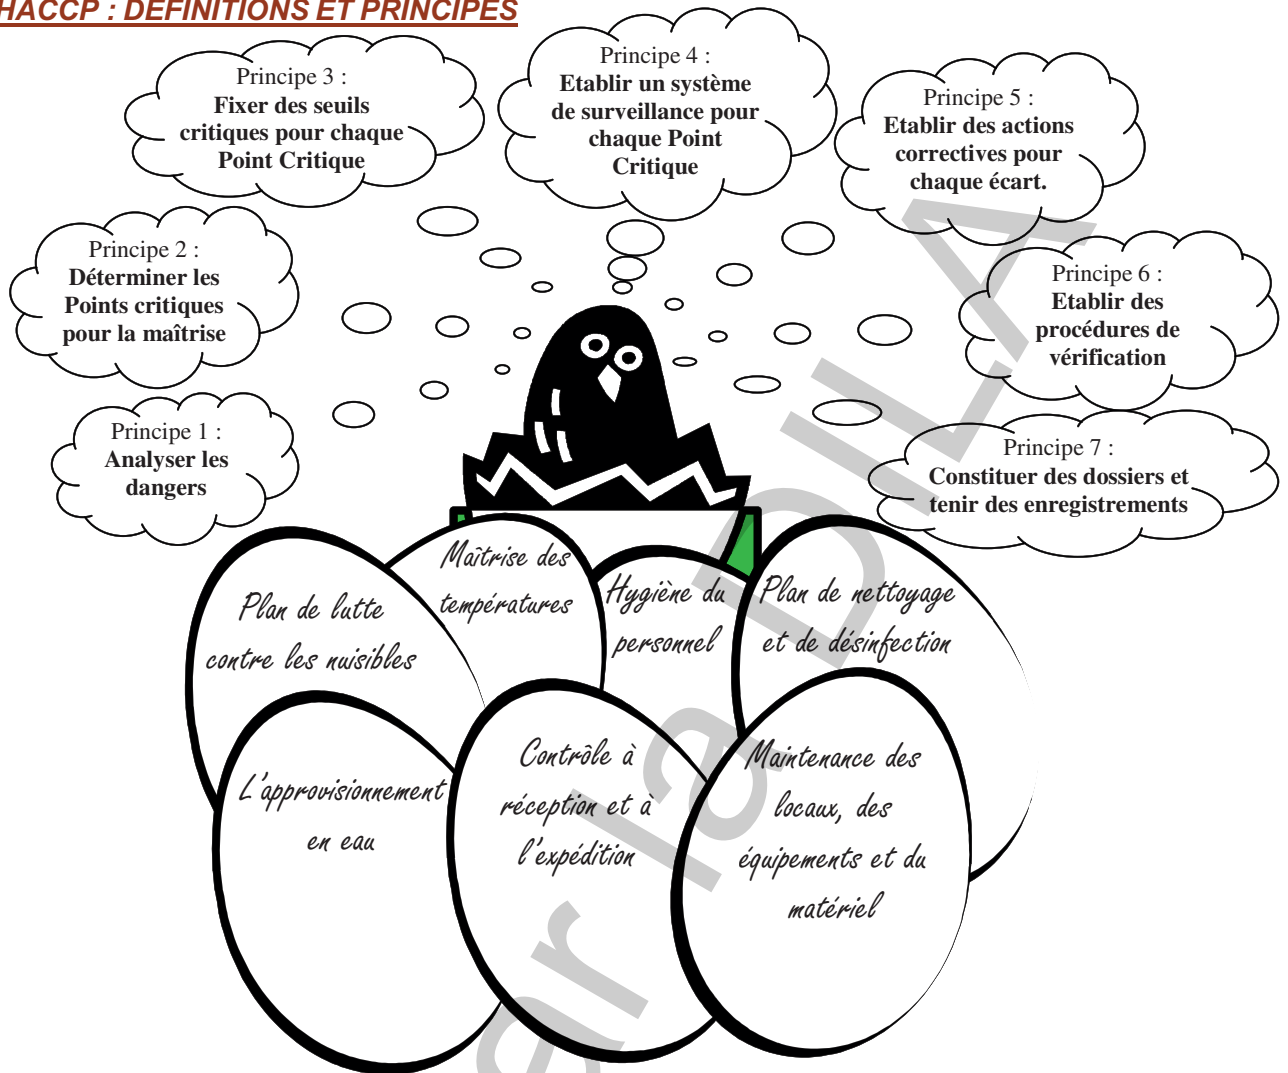 HACCP : DEFINITIONS ET PRINCIPES
Principe 3 :
Fixer des seuils
critiques pour chaque
Point Critique
Principe 4 :
Etablir un système
de surveillance pour
chaque Point
Critique
Principe 5 :
Etablir des actions
correctives pour
chaque écart.
Principe 2 :
Déterminer les
Points critiques
pour la maîtrise
Principe 6 :
Etablir des
procédures de
vérification
Principe 1 :
Analyser les
dangers
Principe 7 :
Constituer des dossiers et
tenir des enregistrements
Plan de lutte
contre les nuisibles
Maîtrise des
températures
Hygiène du
personnel
Plan de nettoyage
et de désinfection
L'approvisionnement
en eau
Contrôle à
réception et à
l'expédition
Maintenance des
locaux, des
équipements et du
matériel
la DILA